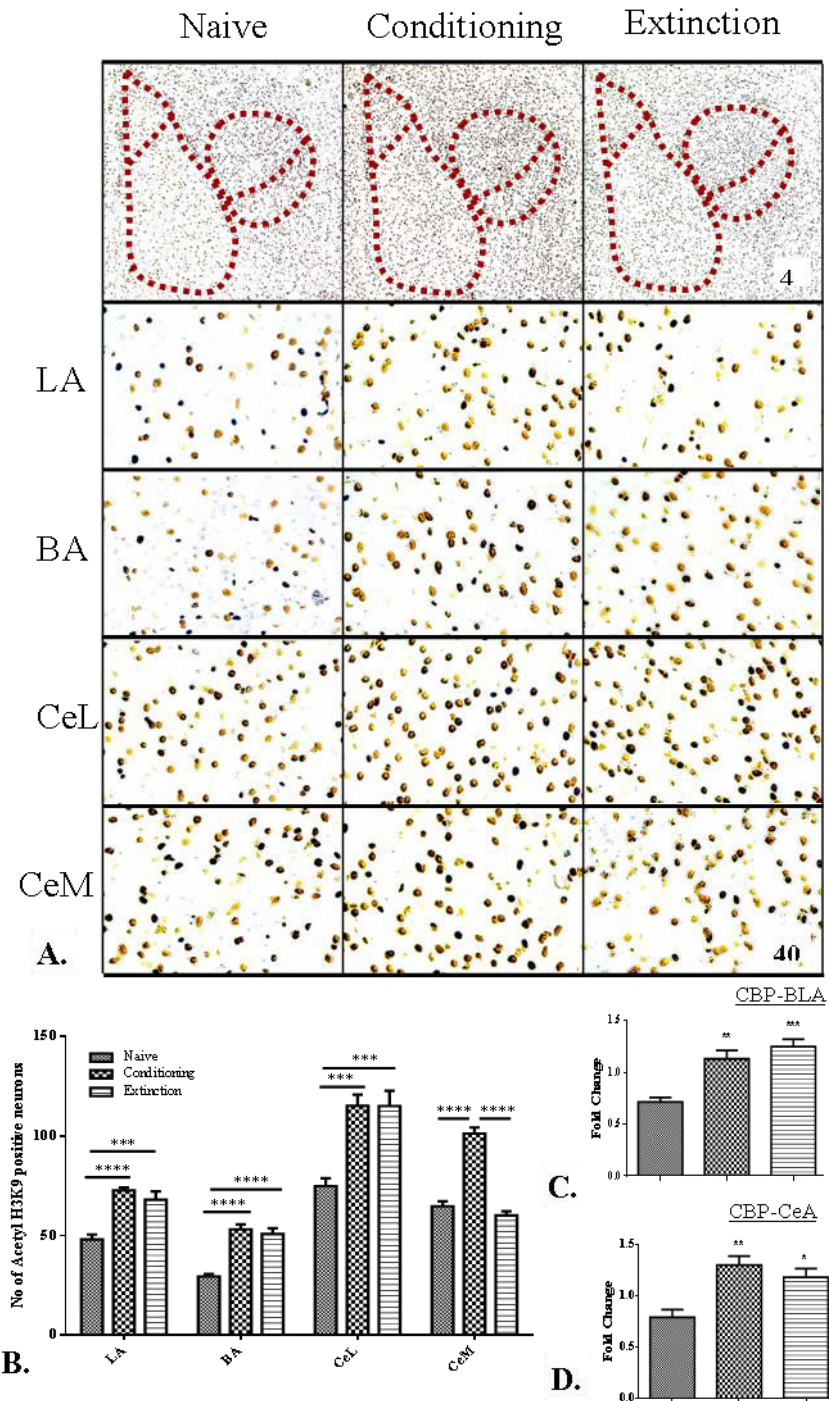 Naive Conditioning Extinction
4
LA
BA
CeL
CeM
A.
40
CBP-BLA
150
100
50
0
No of Acetyl H3K9 positive neurons
Naive
Conditioning
Extinction
*** ****
**** ****
*** ***
**** ****
LA BA CeL CeM
B.
1.5
1.0
0.5
0.0
Fold Change
** ***
C.
CBP-CeA
1.5
1.0
0.5
0.0
Fold Change
** *
D.